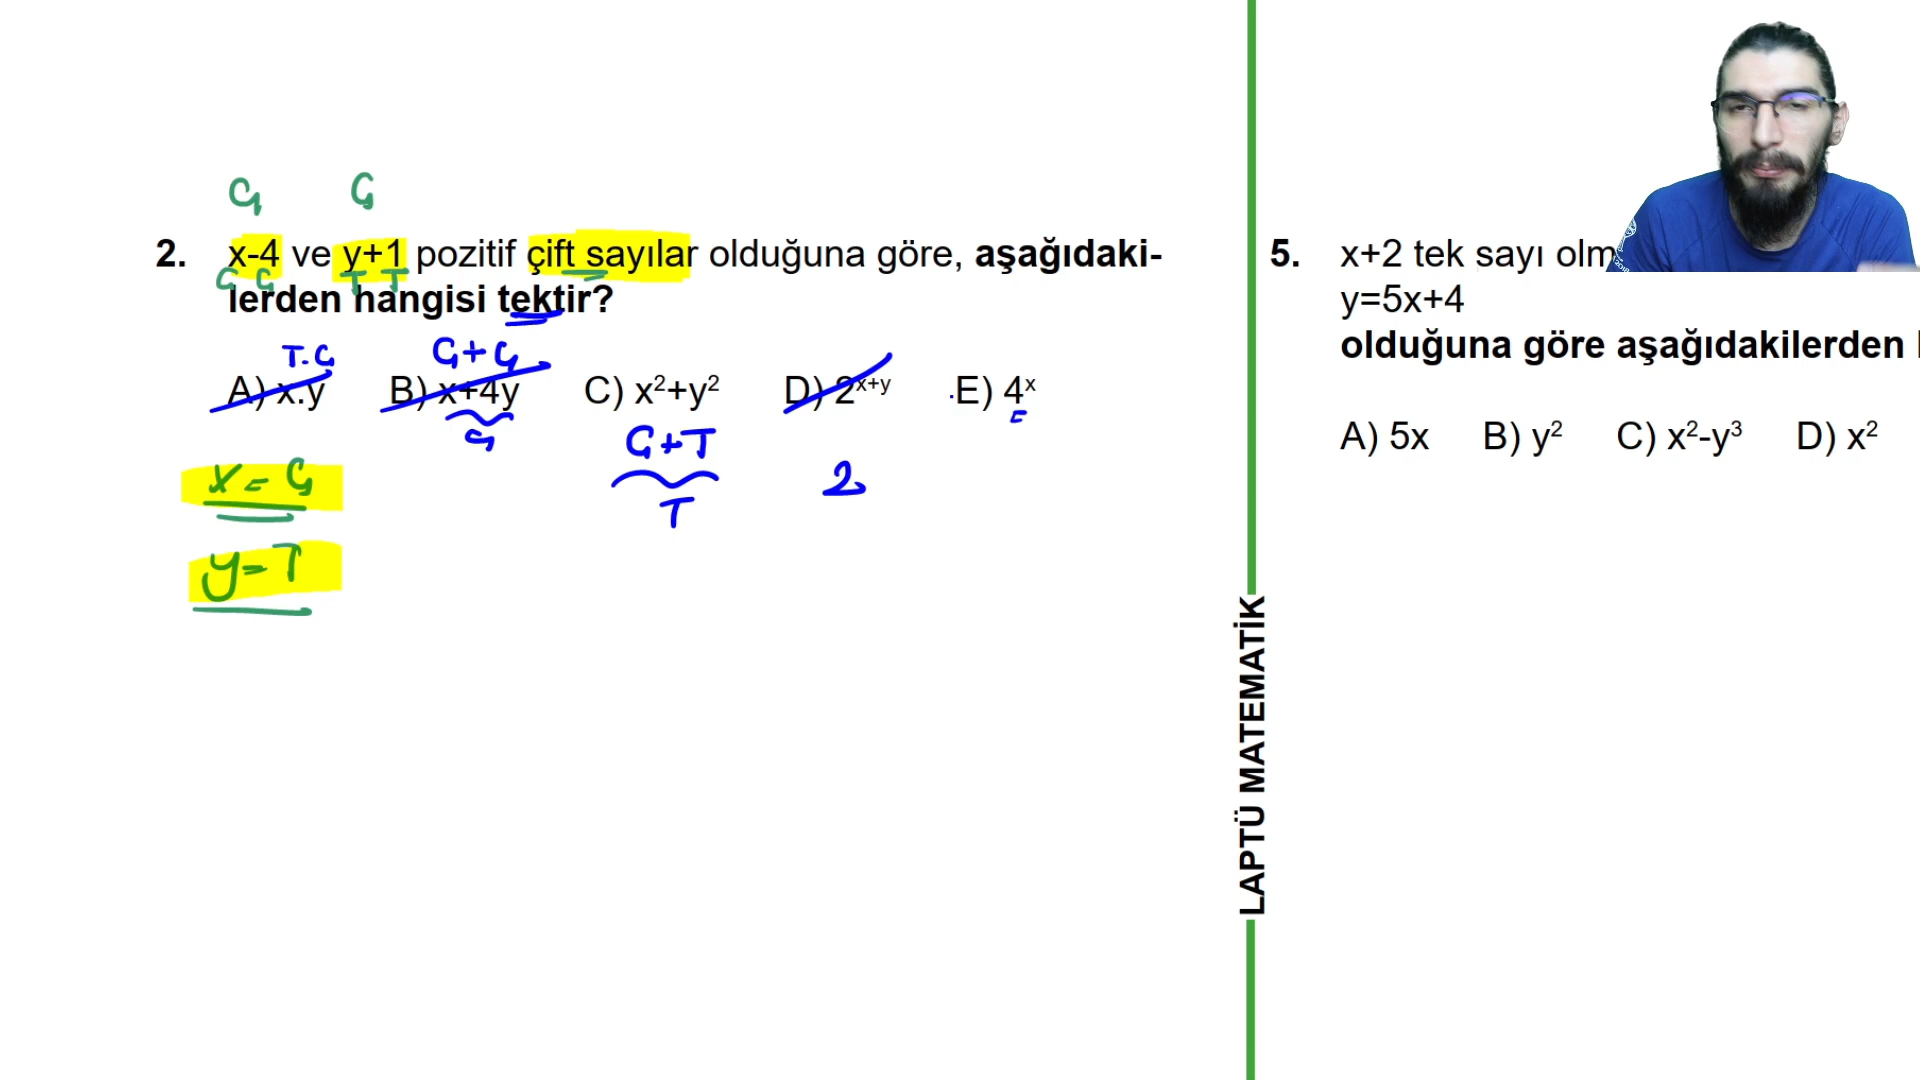 Ç Ç
2. x-4 ve y+1 pozitif çift sayılar olduğuna göre, aşağıdaki-
Ç Ç T T
lerden hangisi tektir?
T.Ç Ç+Ç
A) x.y B) x+4y C) x²+y² D) 2ˣ⁺ʸ E) 4ˣ
Ç Ç+T
x=Ç T 2
y=T
LAPTÜ MATEMATİK
5. x+2 tek sayı olm
y=5x+4
olduğuna göre aşağıdakilerden
A) 5x B) y² C) x²-y³ D) x²